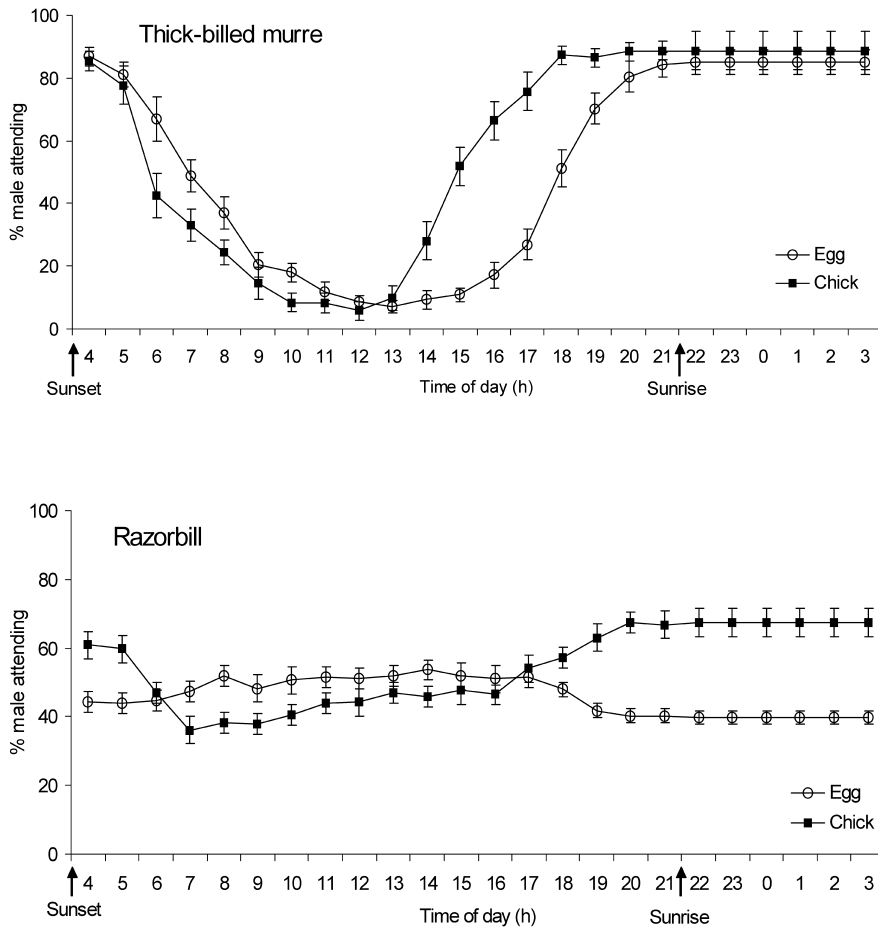 Thick-billed murre
% male attending
100
80
60
40
20
0
Egg
Chick
4 5 6 7 8 9 10 11 12 13 14 15 16 17 18 19 20 21 22 23 0 1 2 3
Sunset
Time of day (h)
Sunrise
Razorbill
% male attending
100
80
60
40
20
0
Egg
Chick
4 5 6 7 8 9 10 11 12 13 14 15 16 17 18 19 20 21 22 23 0 1 2 3
Sunset
Time of day (h)
Sunrise